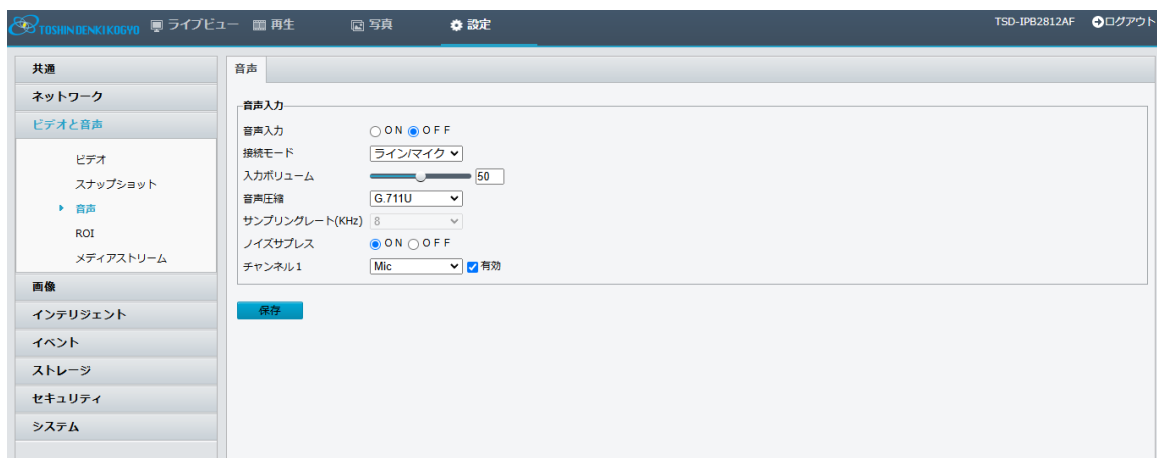 TOSHIN DENKI KOGYO ライブビュー 再生 写真 設定 TSD-IPB2812AF ログアウト
共通
ネットワーク
ビデオと音声
ビデオ
スナップショット
音声
ROI
メディアストリーム
画像
インテリジェント
イベント
ストレージ
セキュリティ
システム
音声
音声入力
音声入力 ON OFF
接続モード ライン/マイク
入力ボリューム 50
音声圧縮 G.711U
サンプリングレート(KHz) 8
ノイズサプレス ON OFF
チャンネル1 Mic 有効
保存